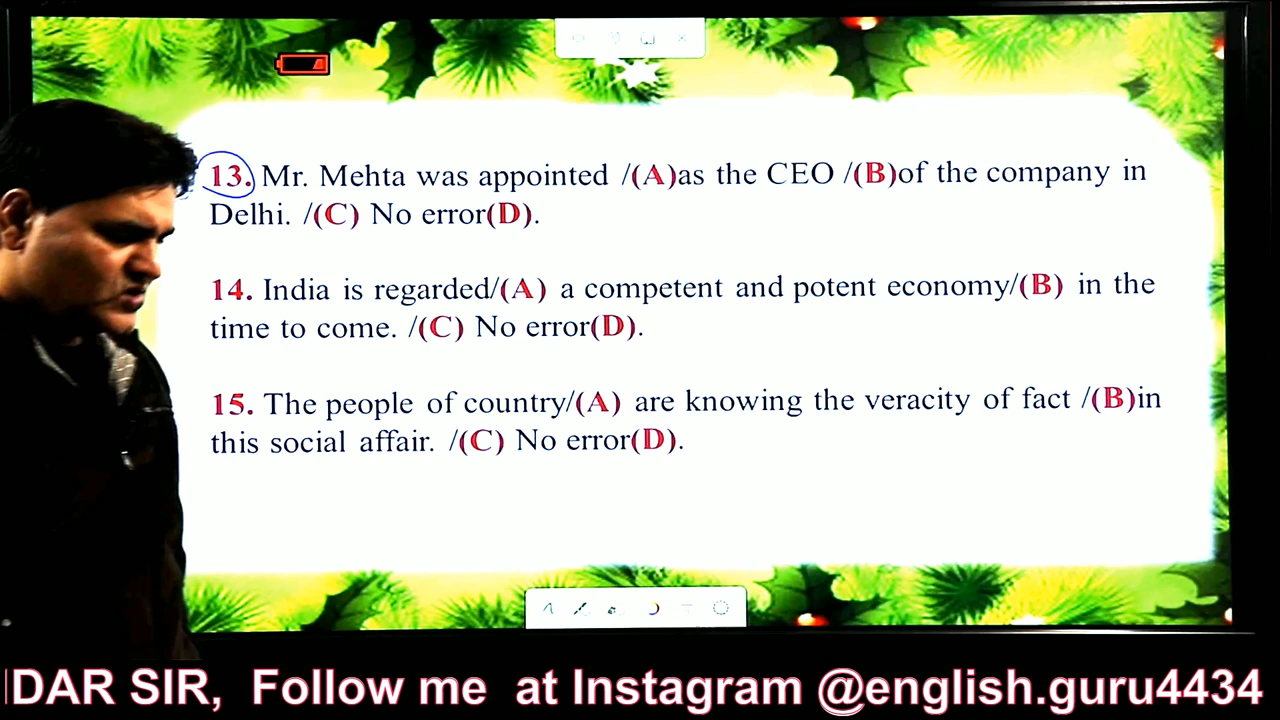 13. Mr. Mehta was appointed /(A)as the CEO /(B)of the company in
Delhi. /(C) No error(D).
14. India is regarded/(A) a competent and potent economy/(B) in the
time to come. /(C) No error(D).
15. The people of country/(A) are knowing the veracity of fact /(B)in
this social affair. /(C) No error(D).
DAR SIR, Follow me at Instagram @english.guru4434